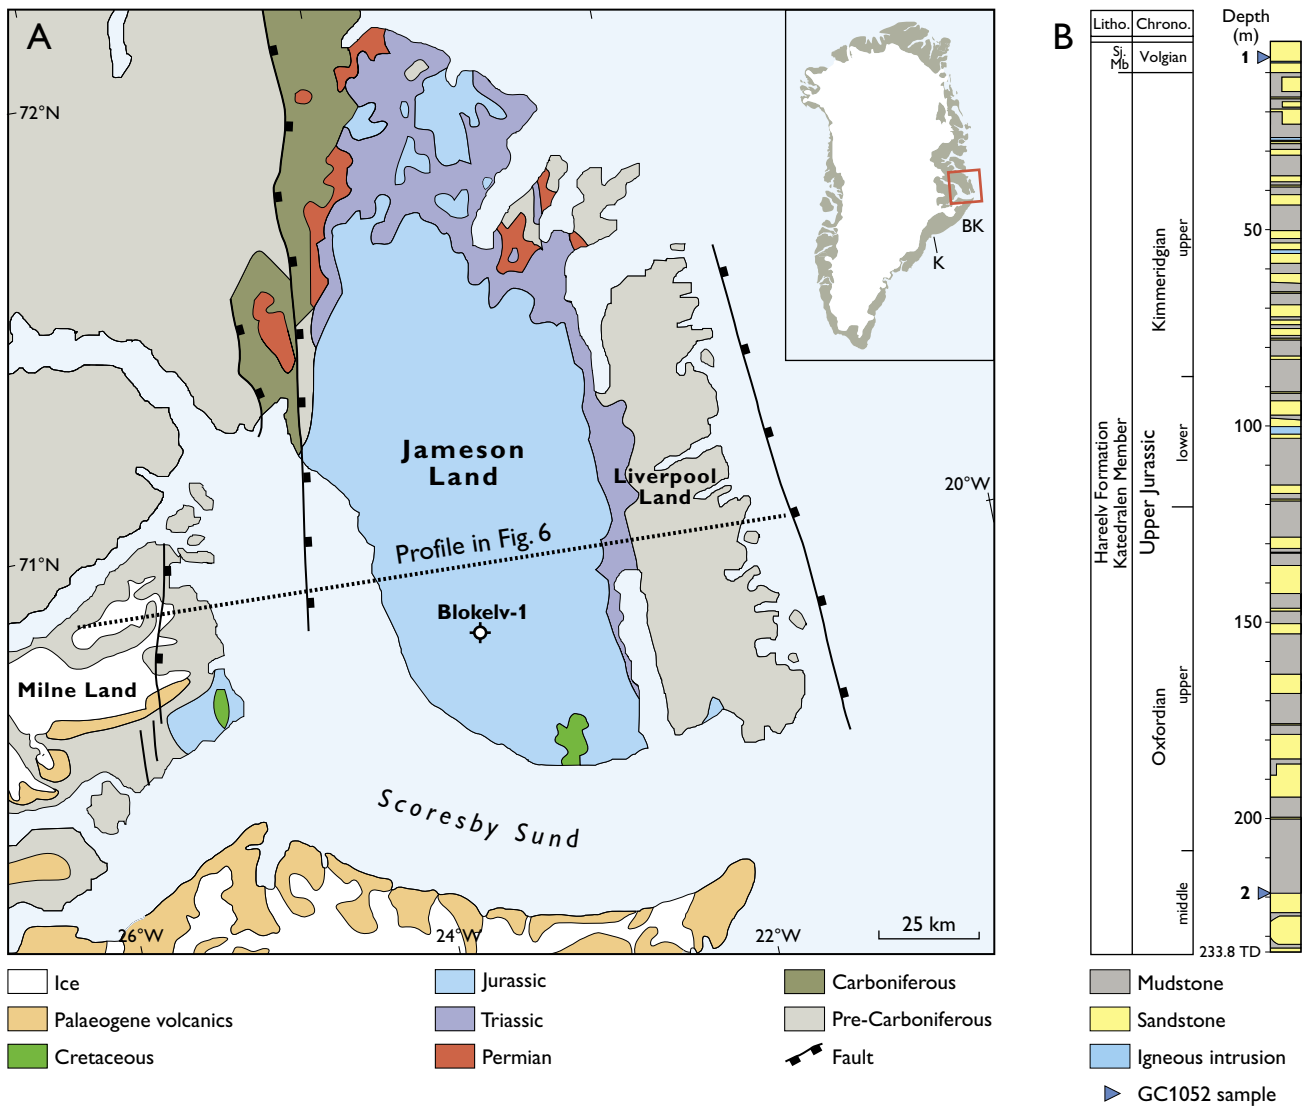 A
72°N
BK
K
Jameson
Land
Liverpool
Land
20°W
Profile in Fig. 6
71°N
Blokelv-1
Milne Land
Scoresby Sund
26°W
24°W
22°W
25 km
Ice
Palaeogene volcanics
Cretaceous
Jurassic
Triassic
Permian
Carboniferous
Pre-Carboniferous
Fault
B
Litho.
Chrono.
Depth
(m)
Sj.
Mb
Volgian
1
Kimmeridgian
upper
50
lower
100
Hareelv Formation
Katedralen Member
Upper Jurassic
150
Oxfordian
upper
200
middle
2
233.8 TD
Mudstone
Sandstone
Igneous intrusion
GC1052 sample